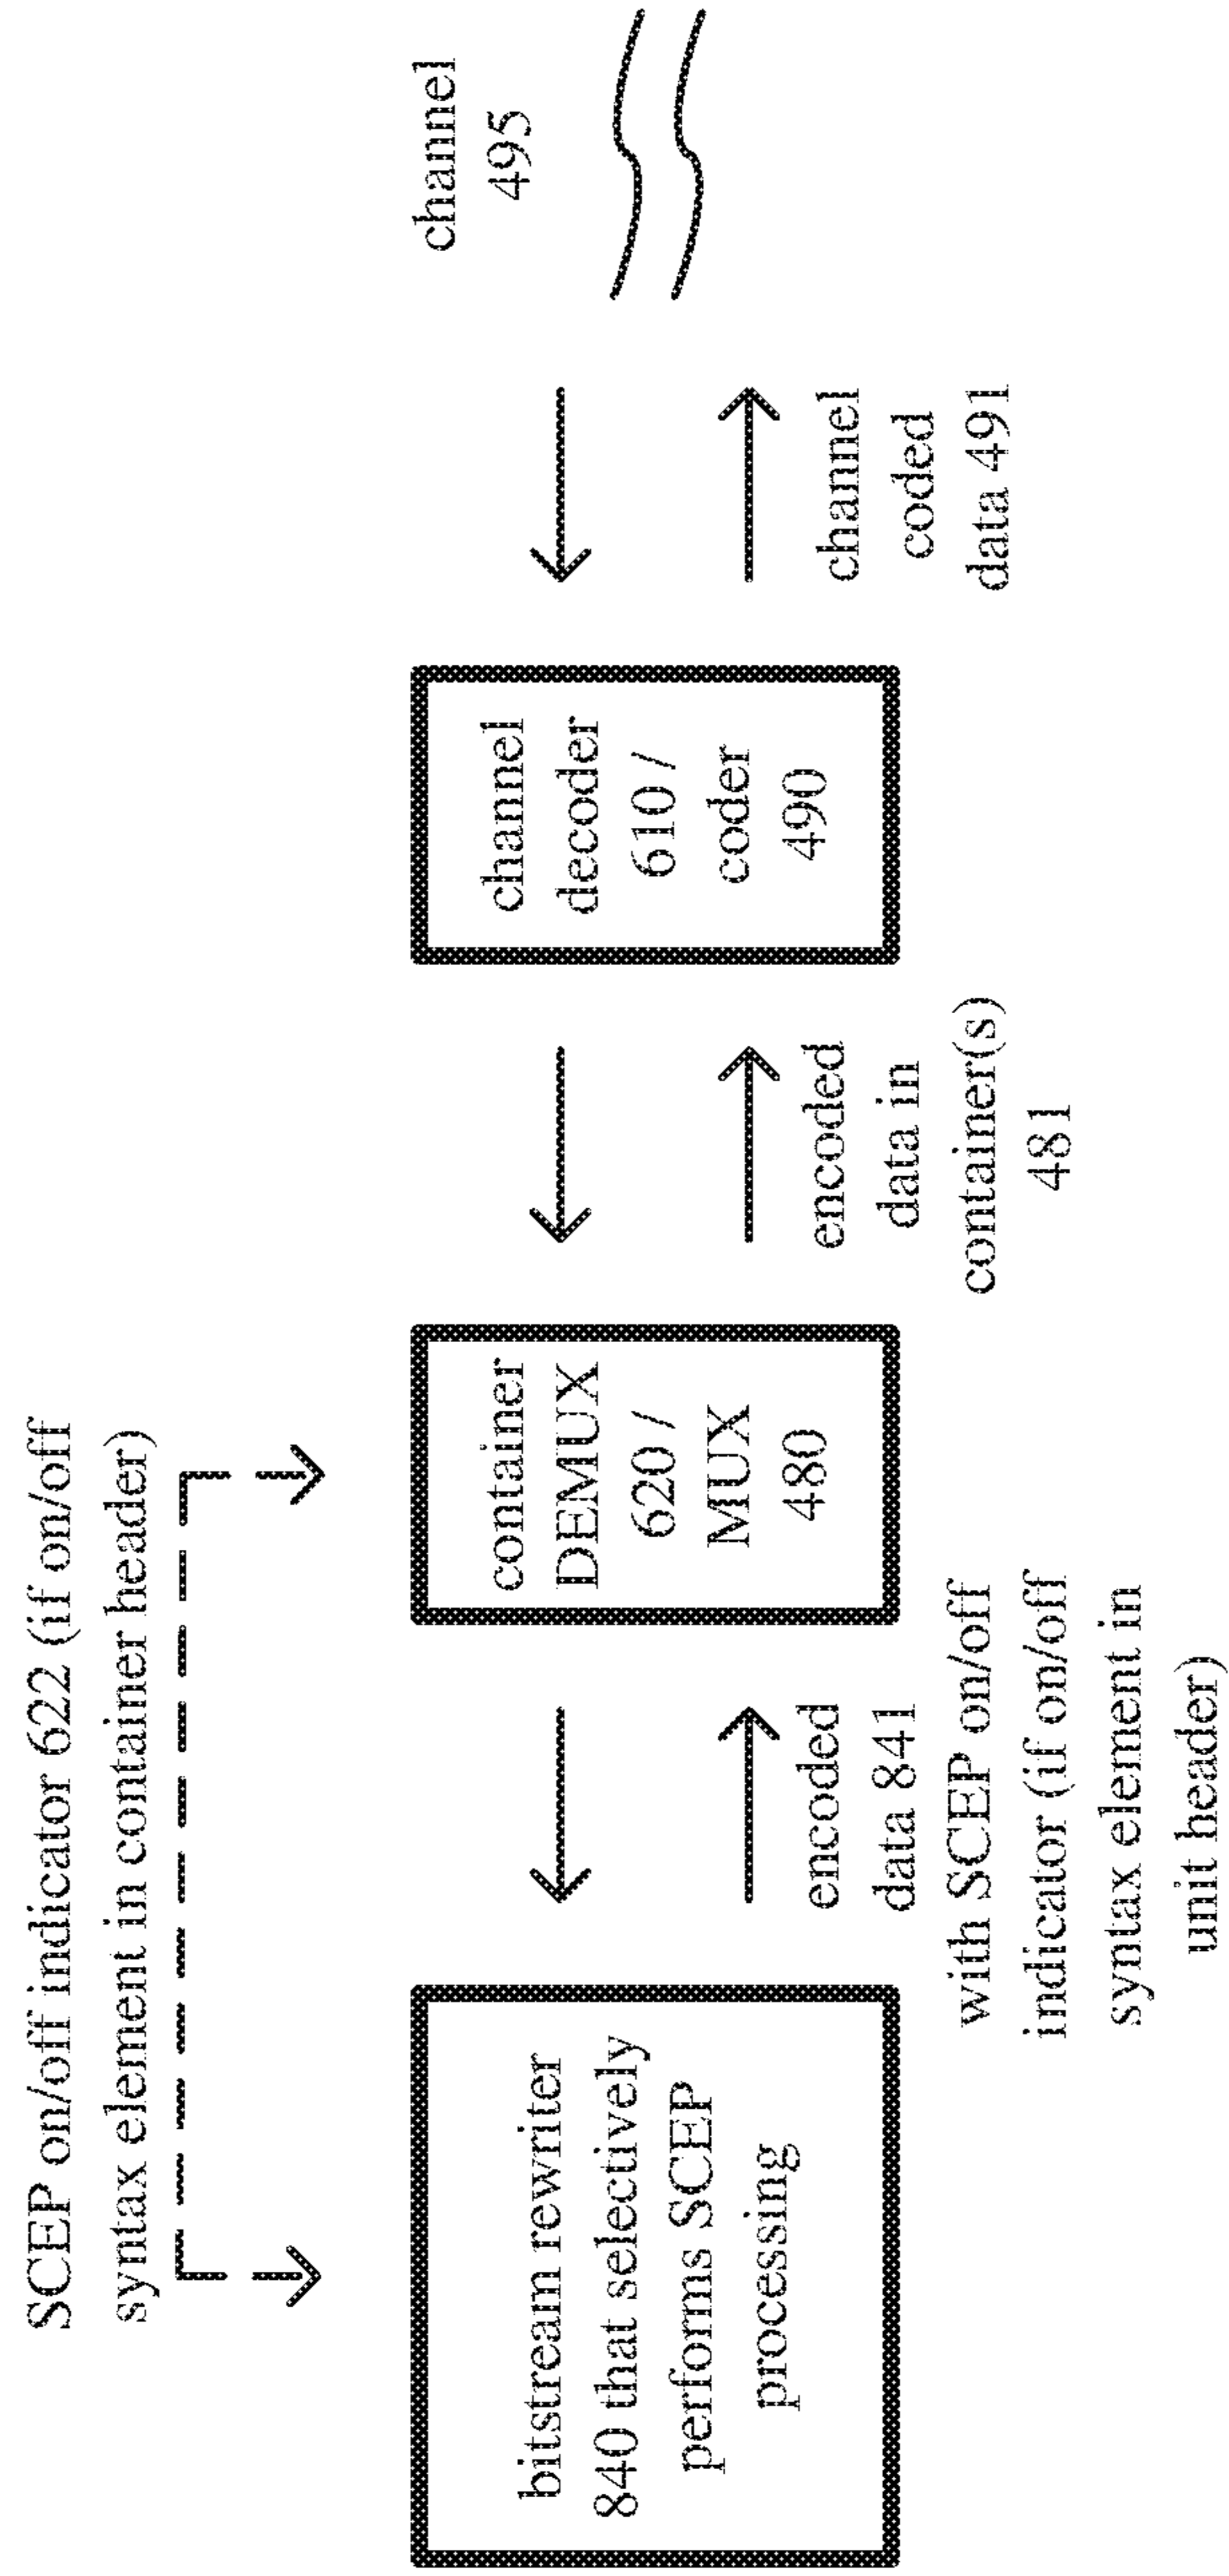 SCEP on/off indicator 622 (if on/off
syntax element in container header)
bitstream rewriter
840 that selectively
performs SCEP
processing
encoded
data 841
with SCEP on/off
indicator (if on/off
syntax element in
unit header)
container
DEMUX
620 /
MUX
480
encoded
data in
container(s)
481
channel
decoder
610 /
coder
490
channel
coded
data 491
channel
495